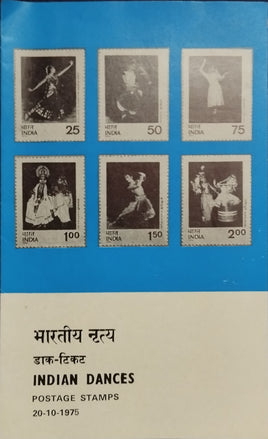 भारत
INDIA
25
भारत
INDIA
50
भारत
INDIA
75
भारत
INDIA
1.00
भारत
INDIA
1.50
भारत
INDIA
2.00
भारतीय नृत्य
डाक-टिकट
INDIAN DANCES
POSTAGE STAMPS
20-10-1975